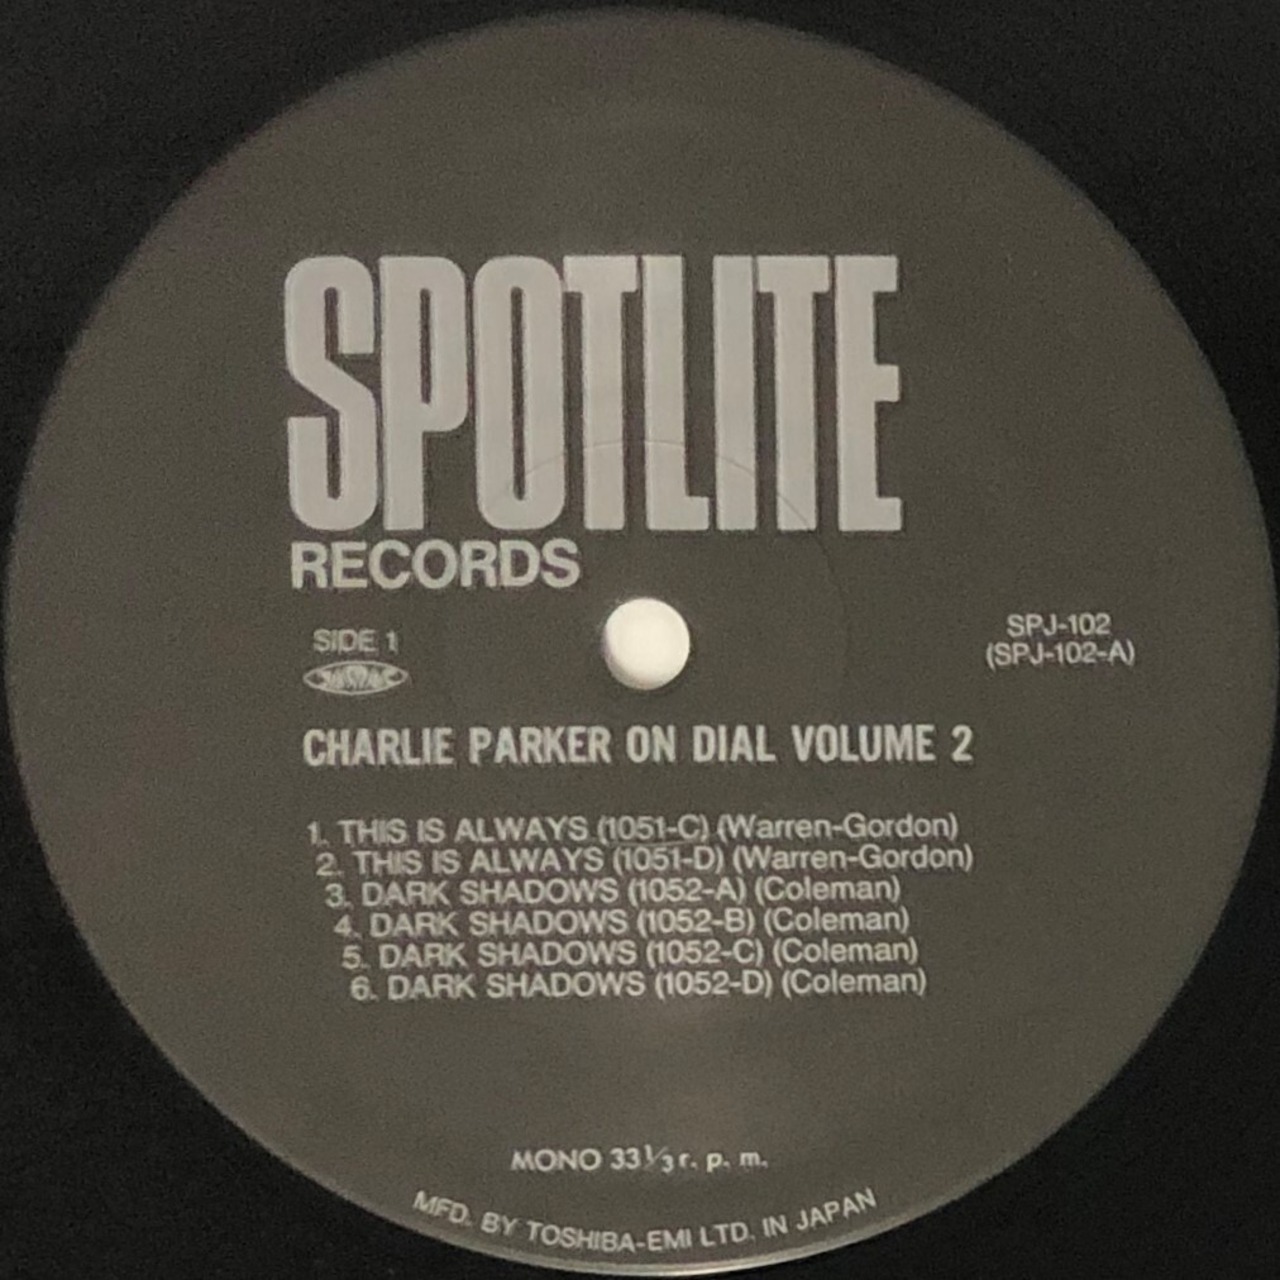 SPOTLITE
RECORDS
SIDE 1
JASRAC
SPJ-102
(SPJ-102-A)
CHARLIE PARKER ON DIAL VOLUME 2
1. THIS IS ALWAYS (1051-C) (Warren-Gordon)
2. THIS IS ALWAYS (1051-D) (Warren-Gordon)
3. DARK SHADOWS (1052-A) (Coleman)
4. DARK SHADOWS (1052-B) (Coleman)
5. DARK SHADOWS (1052-C) (Coleman)
6. DARK SHADOWS (1052-D) (Coleman)
MONO 33⅓ r. p. m.
MFD. BY TOSHIBA-EMI LTD. IN JAPAN